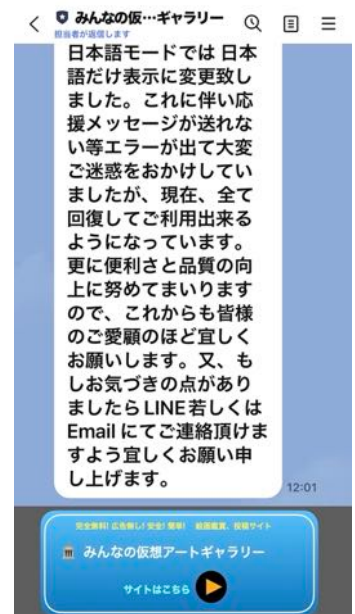 みんなの仮…ギャラリー
担当者が返信します
日本語モードでは 日本
語だけ表示に変更致し
ました。これに伴い応
援メッセージが送れな
い等エラーが出て大変
ご迷惑をおかけしてい
ましたが、現在、全て
回復してご利用出来る
ようになっています。
更に便利さと品質の向
上に努めてまいります
ので、これからも皆様
のご愛顧のほど宜しく
お願いします。又、も
しお気づきの点があり
ましたら LINE 若しくは
Email にてご連絡頂けま
すよう宜しくお願い申
し上げます。
12:01
完全無料! 広告無し! 安全! 簡単! 絵画鑑賞、投稿サイト
みんなの仮想アートギャラリー
サイトはこちら